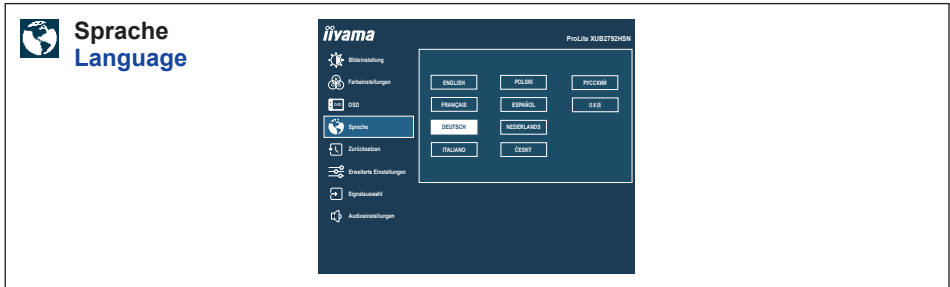 Sprache
Language
iiyama
ProLite XUB2792HSN
Bildeinstellung
Farbeinstellungen
OSD
Sprache
Zurücksetzen
Erweiterte Einstellungen
Signalauswahl
Audioeinstellungen
ENGLISH POLSKI РУССКИЙ
FRANÇAIS ESPAÑOL
DEUTSCH NEDERLANDS
ITALIANO ČESKÝ